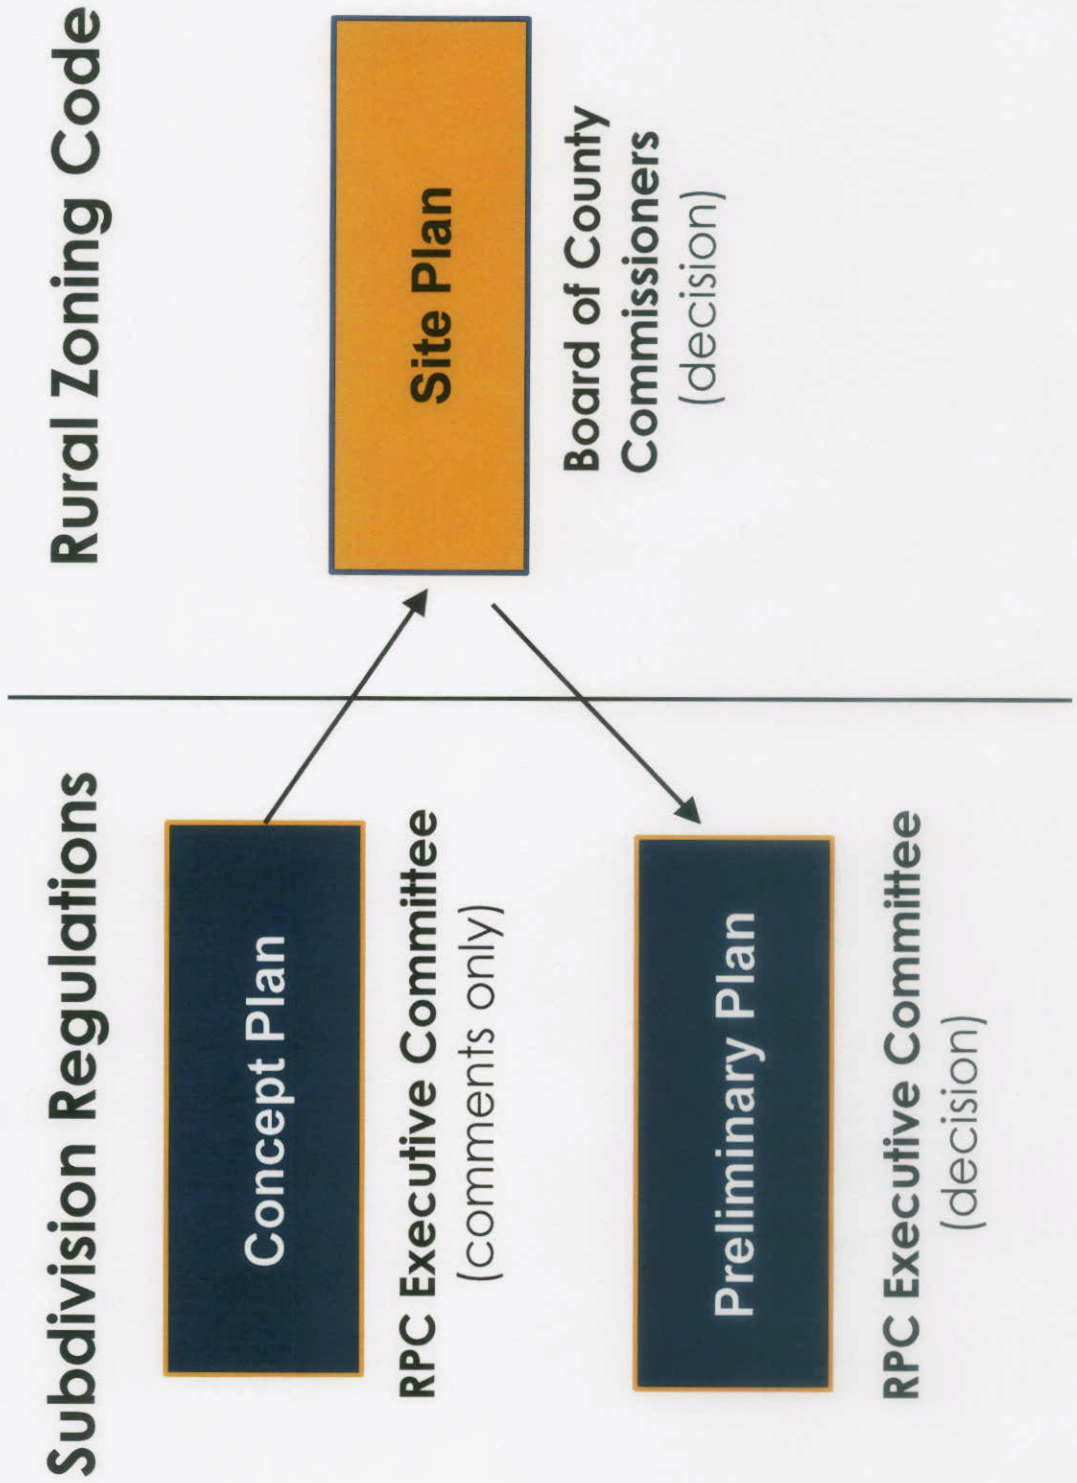 Subdivision Regulations
Rural Zoning Code
Concept Plan
RPC Executive Committee
(comments only)
Site Plan
Board of County
Commissioners
(decision)
Preliminary Plan
RPC Executive Committee
(decision)